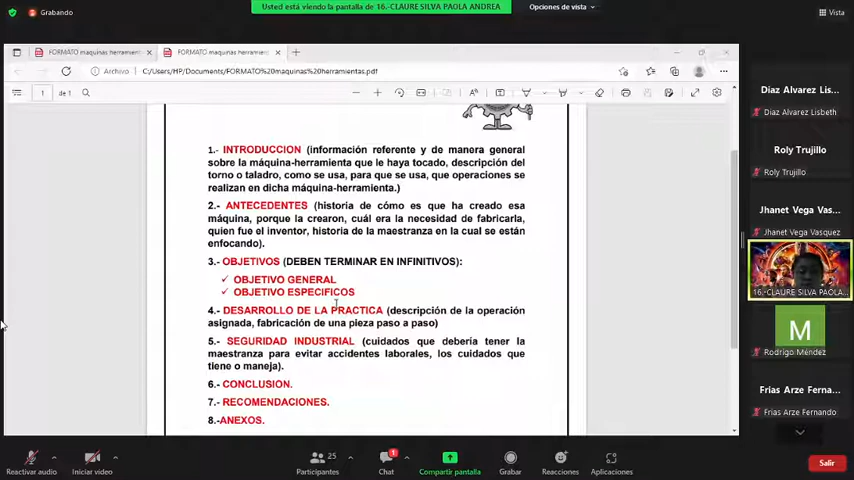 Grabando
Usted está viendo la pantalla de 16.-CLAURE SILVA PAOLA ANDREA
Opciones de vista
Vista
FORMATO maquinas herramientas.
FORMATO maquinas herramientas.
Archivo
C:/Users/HP/Documents/FORMATO%20maquinas%20herramientas.pdf
1
de 1
1.- INTRODUCCION (información referente y de manera general
sobre la máquina-herramienta que le haya tocado, descripción del
torno o taladro, como se usa, para que se usa, que operaciones se
realizan en dicha máquina-herramienta.)
2.- ANTECEDENTES (historia de cómo es que ha creado esa
máquina, porque la crearon, cuál era la necesidad de fabricarla,
quien fue el inventor, historia de la maestranza en la cual se están
enfocando).
3.- OBJETIVOS (DEBEN TERMINAR EN INFINITIVOS):
✓ OBJETIVO GENERAL
✓ OBJETIVO ESPECIFICOS
4.- DESARROLLO DE LA PRACTICA (descripción de la operación
asignada, fabricación de una pieza paso a paso)
5.- SEGURIDAD INDUSTRIAL (cuidados que debería tener la
maestranza para evitar accidentes laborales, los cuidados que
tiene o maneja).
6.- CONCLUSION.
7.- RECOMENDACIONES.
8.-ANEXOS.
Diaz Alvarez Lis...
Diaz Alvarez Lisbeth
Roly Trujillo
Roly Trujillo
Jhanet Vega Vas...
Jhanet Vega Vasquez
16.-CLAURE SILVA PAOLA...
M
Rodrigo Méndez
Frias Arze Ferna...
Frias Arze Fernando
Reactivar audio
Iniciar video
25
Participantes
1
Chat
Compartir pantalla
Grabar
Reacciones
Aplicaciones
Salir